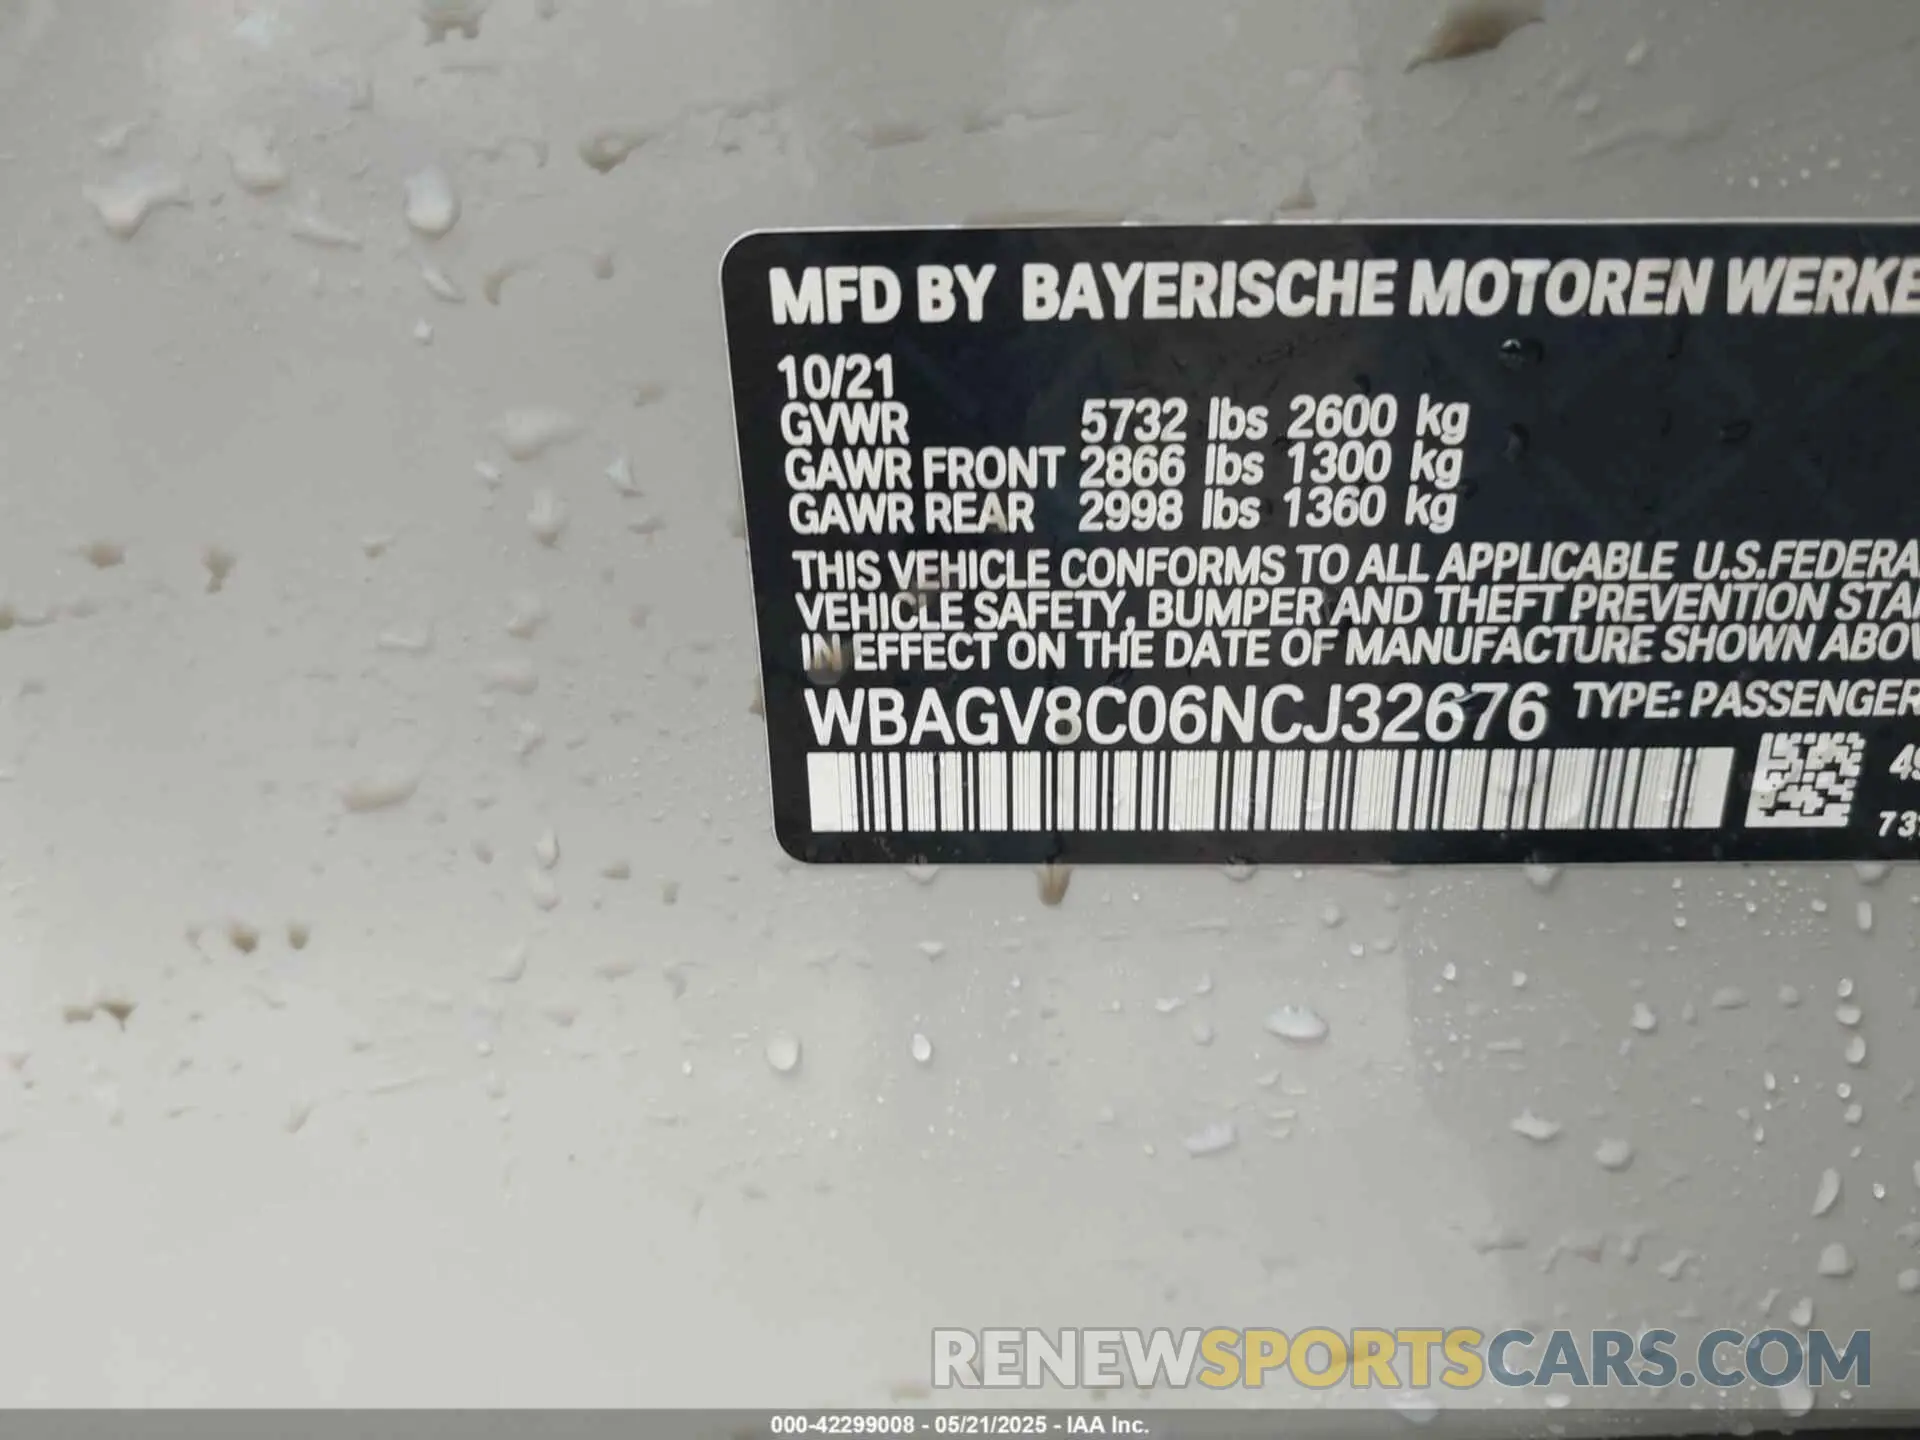 MFD BY BAYERISCHE MOTOREN WERKE
10/21
GVWR 5732 lbs 2600 kg
GAWR FRONT 2866 lbs 1300 kg
GAWR REAR 2998 lbs 1360 kg
THIS VEHICLE CONFORMS TO ALL APPLICABLE U.S.FEDERA
VEHICLE SAFETY, BUMPER AND THEFT PREVENTION STA
IN EFFECT ON THE DATE OF MANUFACTURE SHOWN ABOV
WBAGV8C06NCJ32676 TYPE: PASSENGER
49
73
RENEWSPORTSCARS.COM
000-42299008 - 05/21/2025 - IAA Inc.